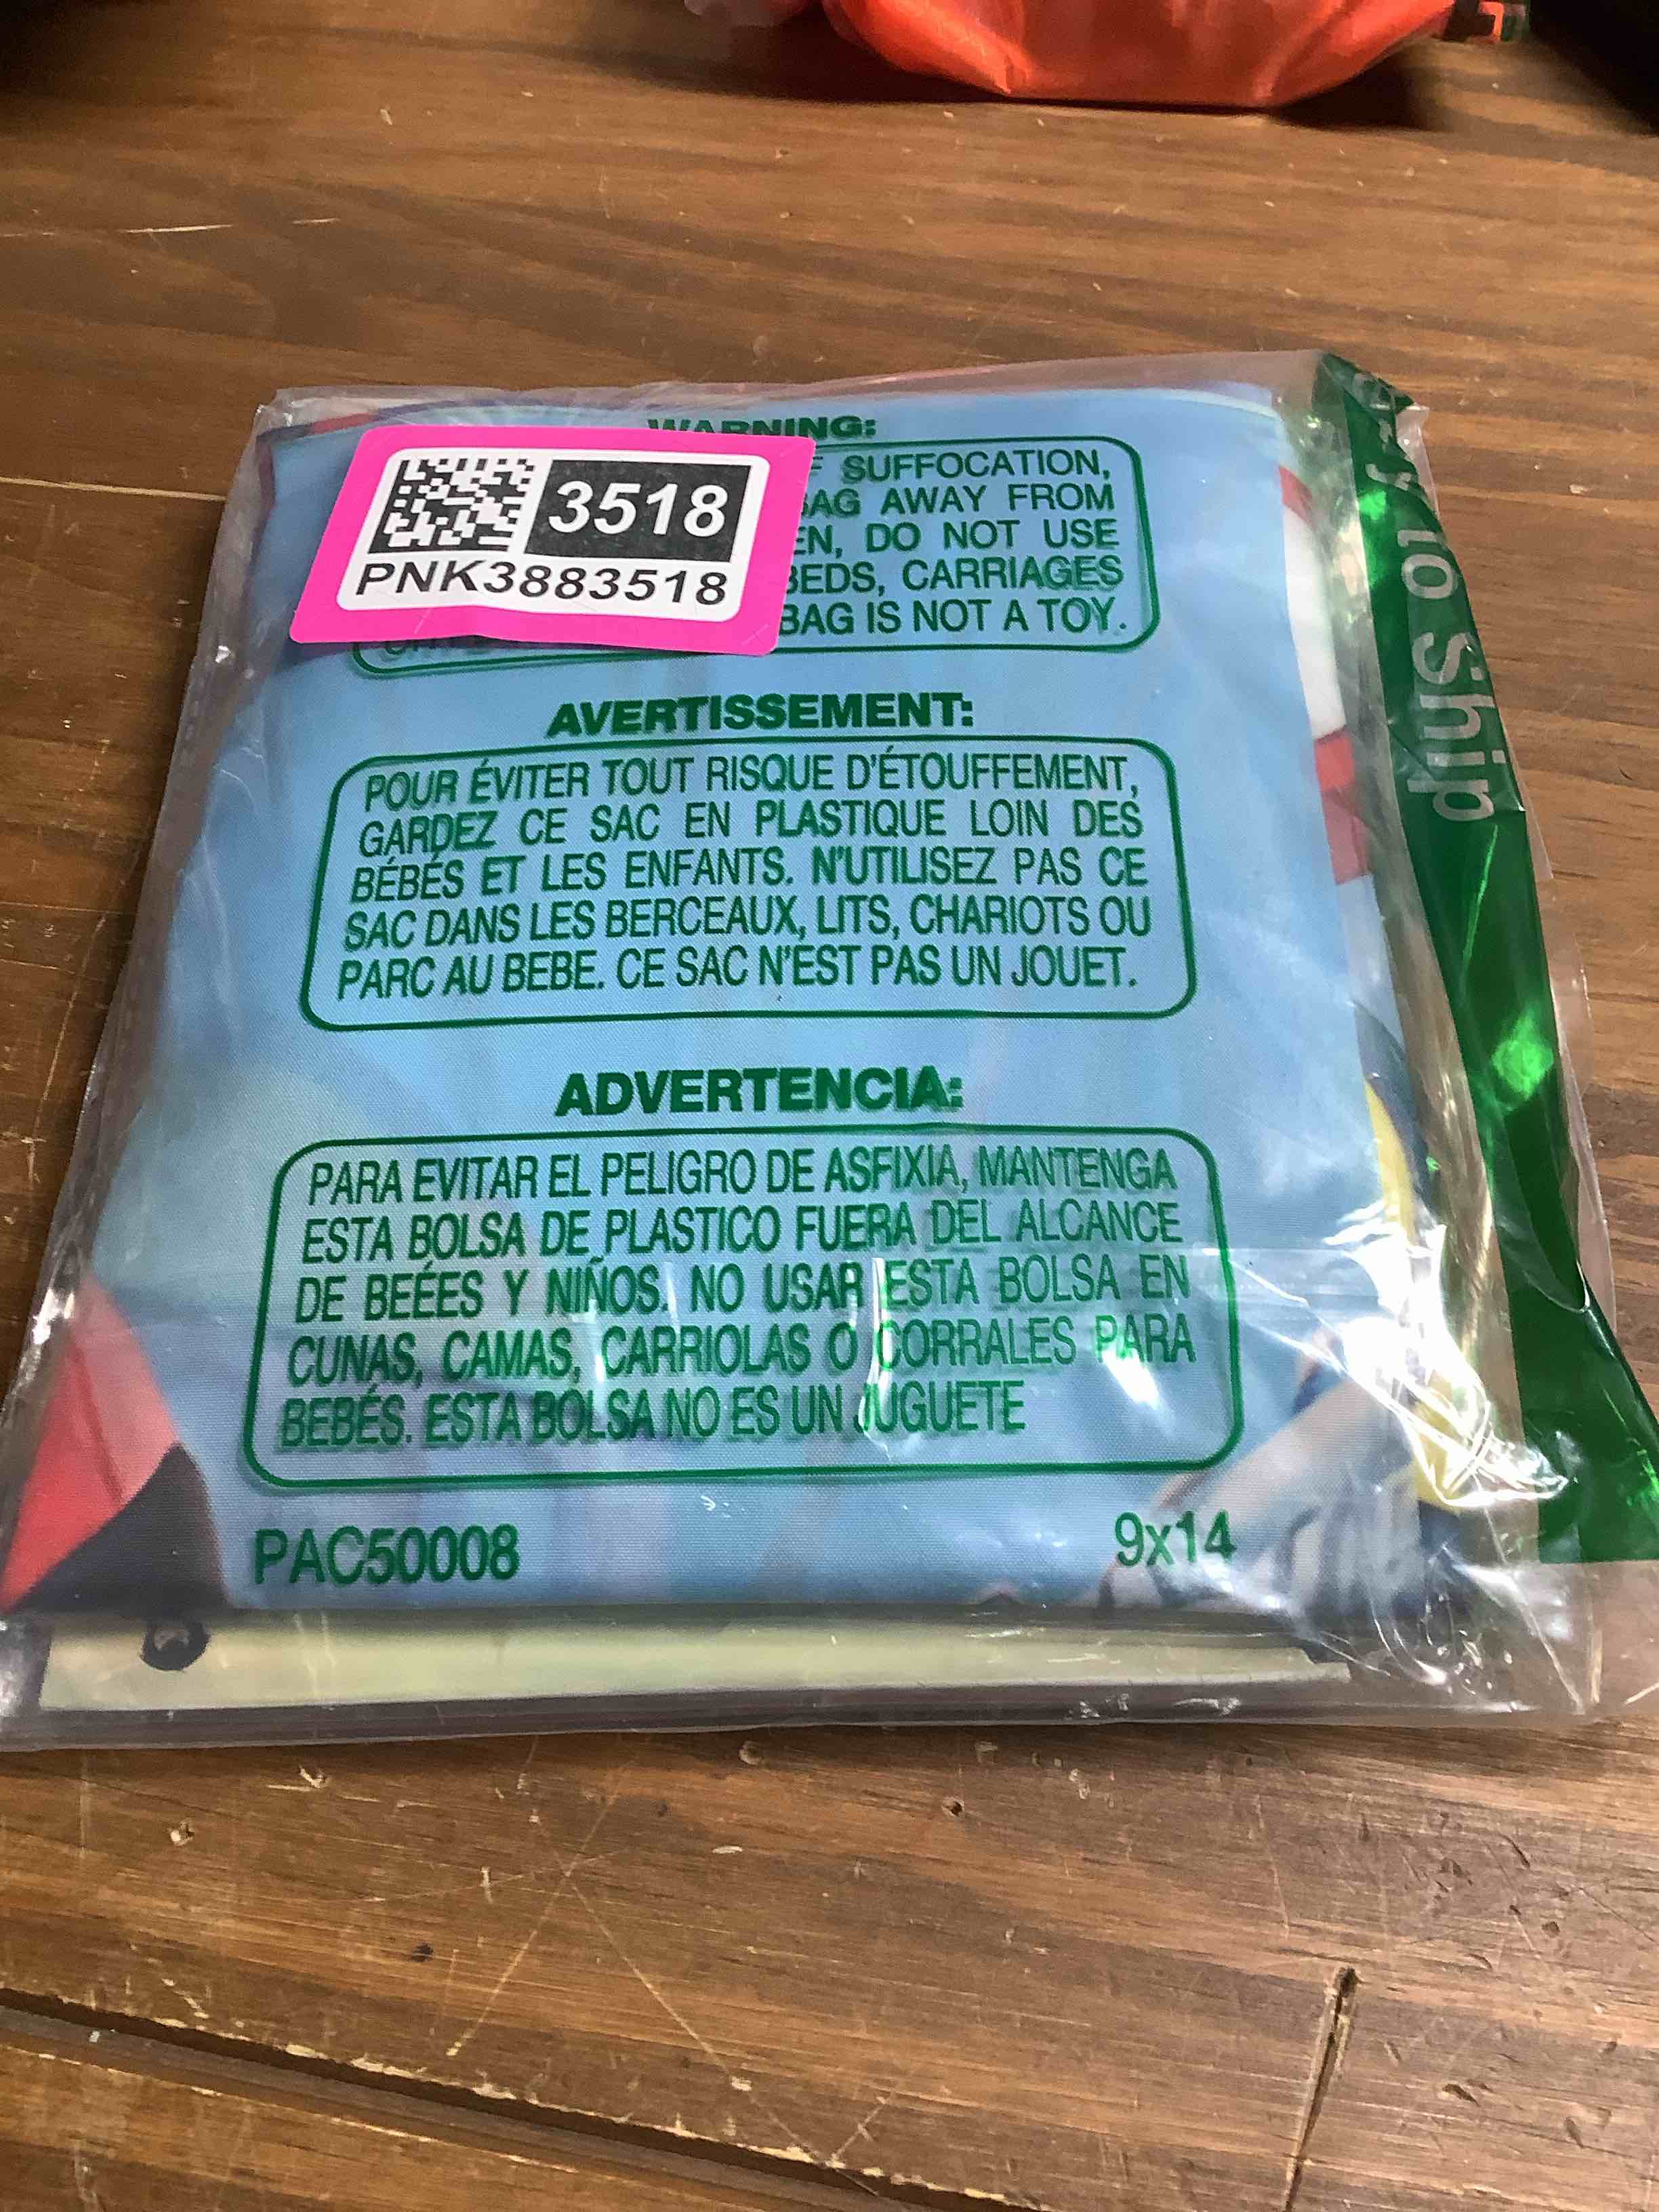 WARNING:
SUFFOCATION,
BAG AWAY FROM
DO NOT USE
BEDS, CARRIAGES
BAG IS NOT A TOY.
3518
PNK3883518
AVERTISSEMENT:
POUR ÉVITER TOUT RISQUE D'ÉTOUFFEMENT,
GARDEZ CE SAC EN PLASTIQUE LOIN DES
BÉBÉS ET LES ENFANTS. N'UTILISEZ PAS CE
SAC DANS LES BERCEAUX, LITS, CHARIOTS OU
PARC AU BEBE. CE SAC N'EST PAS UN JOUET.
ADVERTENCIA:
PARA EVITAR EL PELIGRO DE ASFIXIA, MANTENGA
ESTA BOLSA DE PLASTICO FUERA DEL ALCANCE
DE BEÉES Y NIÑOS. NO USAR ESTA BOLSA EN
CUNAS, CAMAS, CARRIOLAS O CORRALES PARA
BEBÉS. ESTA BOLSA NO ES UN JUGUETE
PAC50008
9x14
to Ship